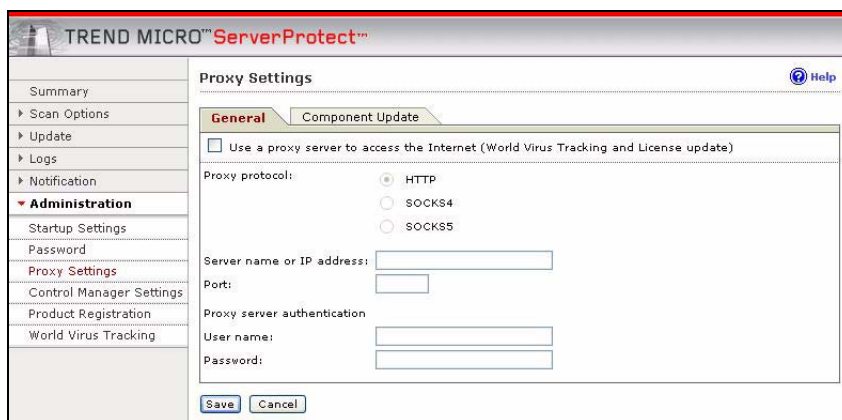 TREND MICRO™ ServerProtect™
Summary
Scan Options
Update
Logs
Notification
Administration
Startup Settings
Password
Proxy Settings
Control Manager Settings
Product Registration
World Virus Tracking
Proxy Settings
Help
General
Component Update
Use a proxy server to access the Internet (World Virus Tracking and License update)
Proxy protocol:
HTTP
SOCKS4
SOCKS5
Server name or IP address:
Port:
Proxy server authentication
User name:
Password:
Save
Cancel